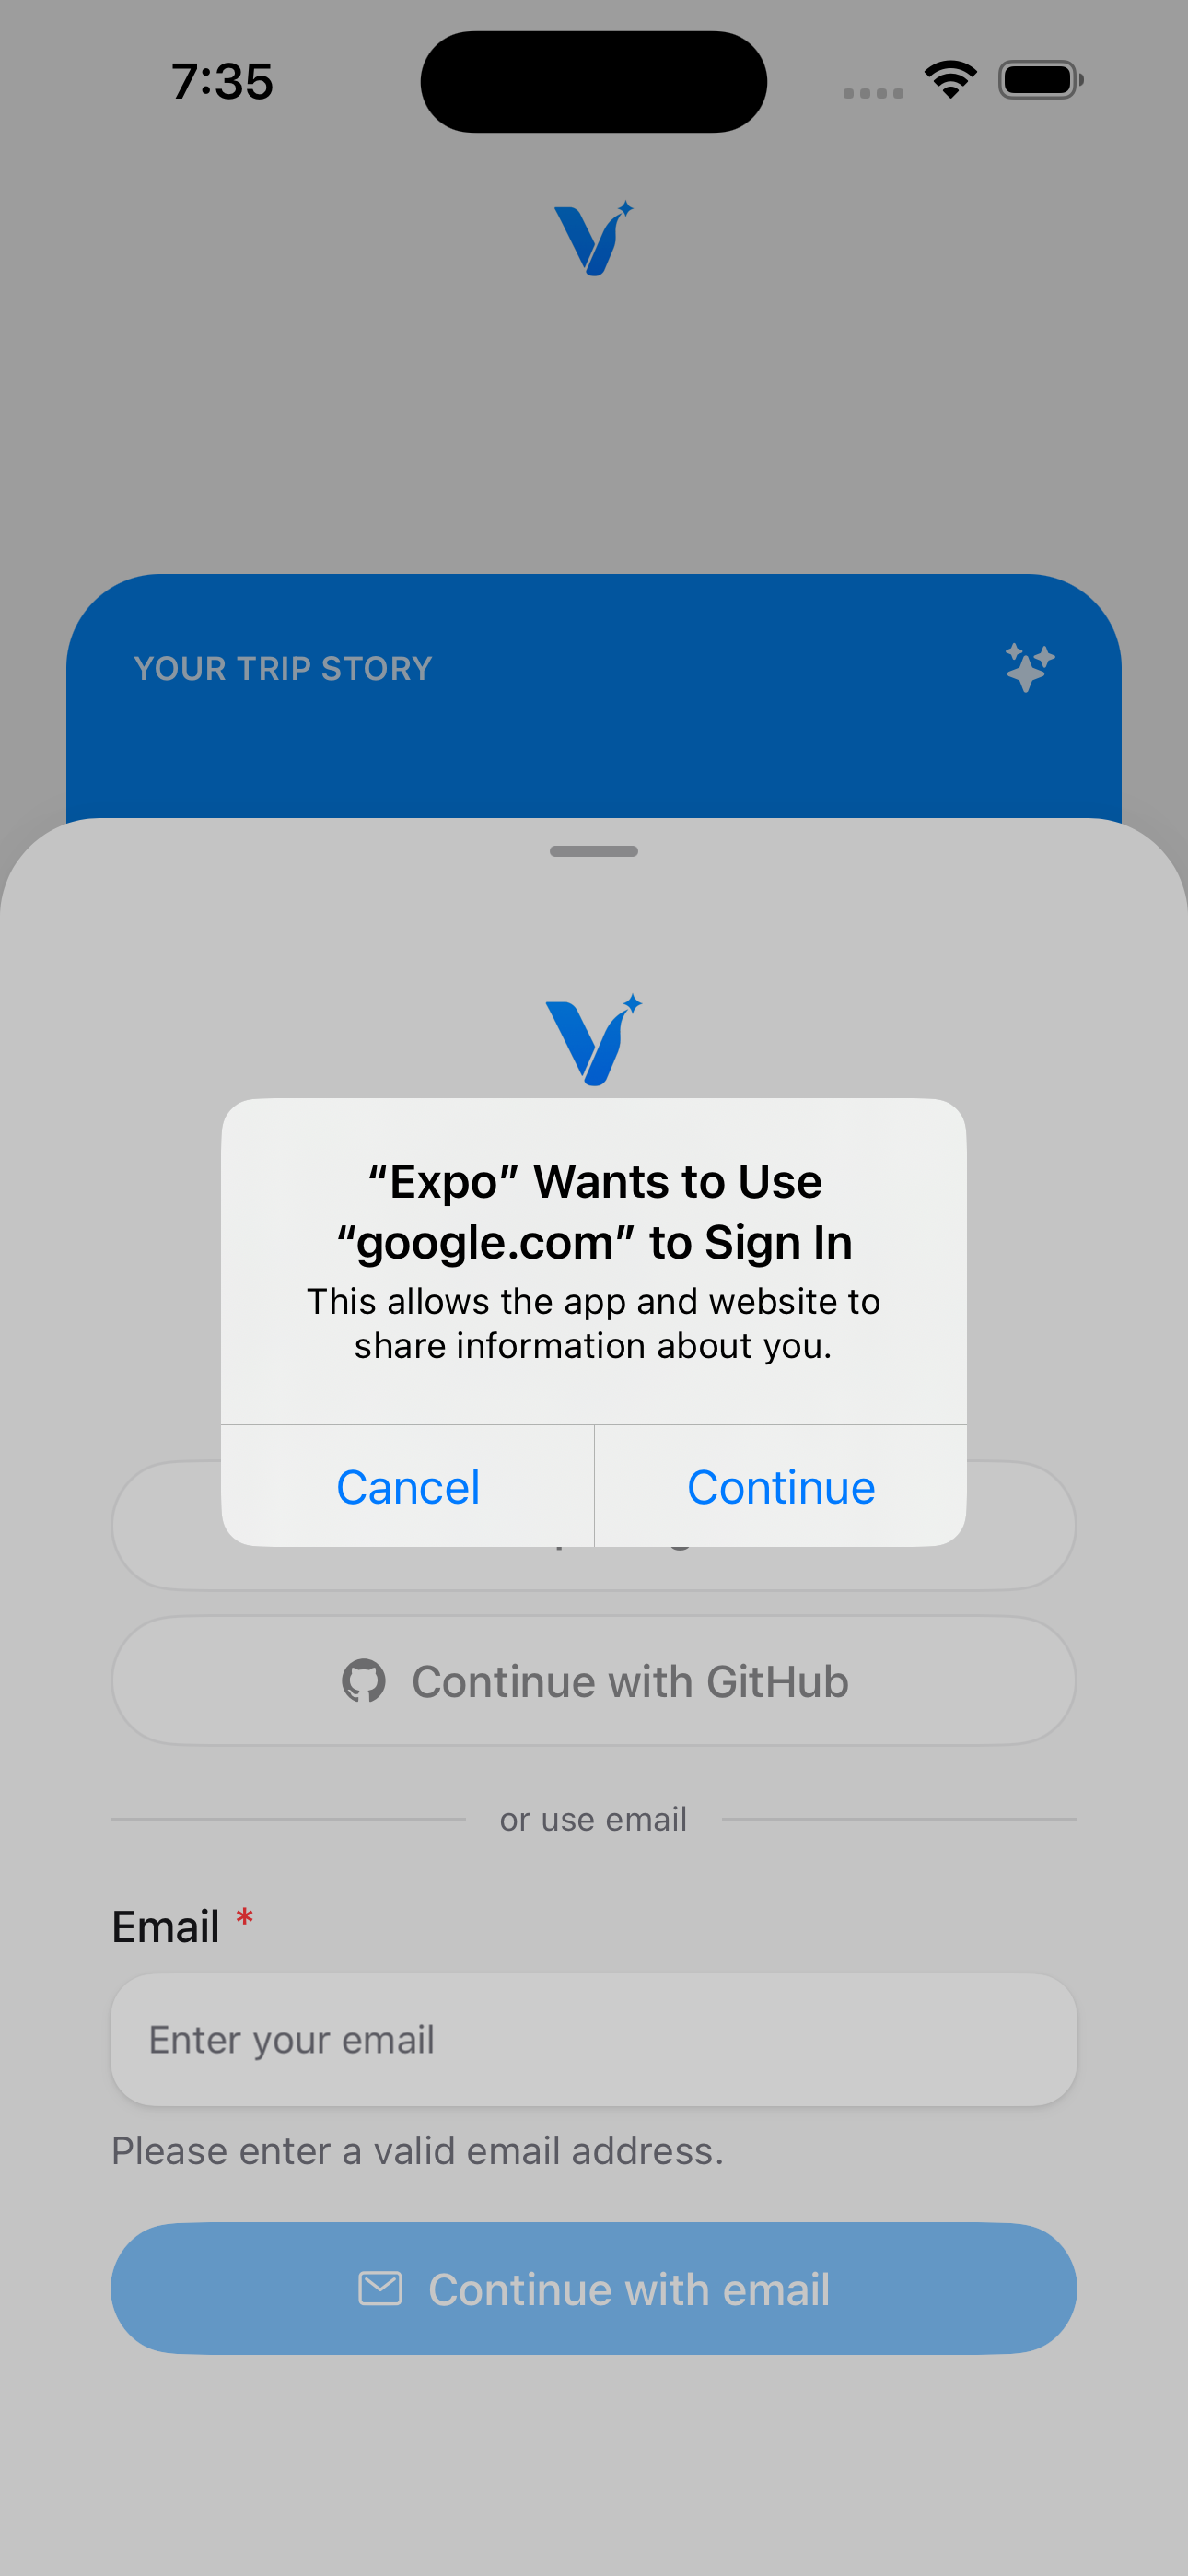 7:35
YOUR TRIP STORY
“Expo” Wants to Use
“google.com” to Sign In
This allows the app and website to
share information about you.
Cancel
Continue
Continue with GitHub
or use email
Email *
Enter your email
Please enter a valid email address.
Continue with email